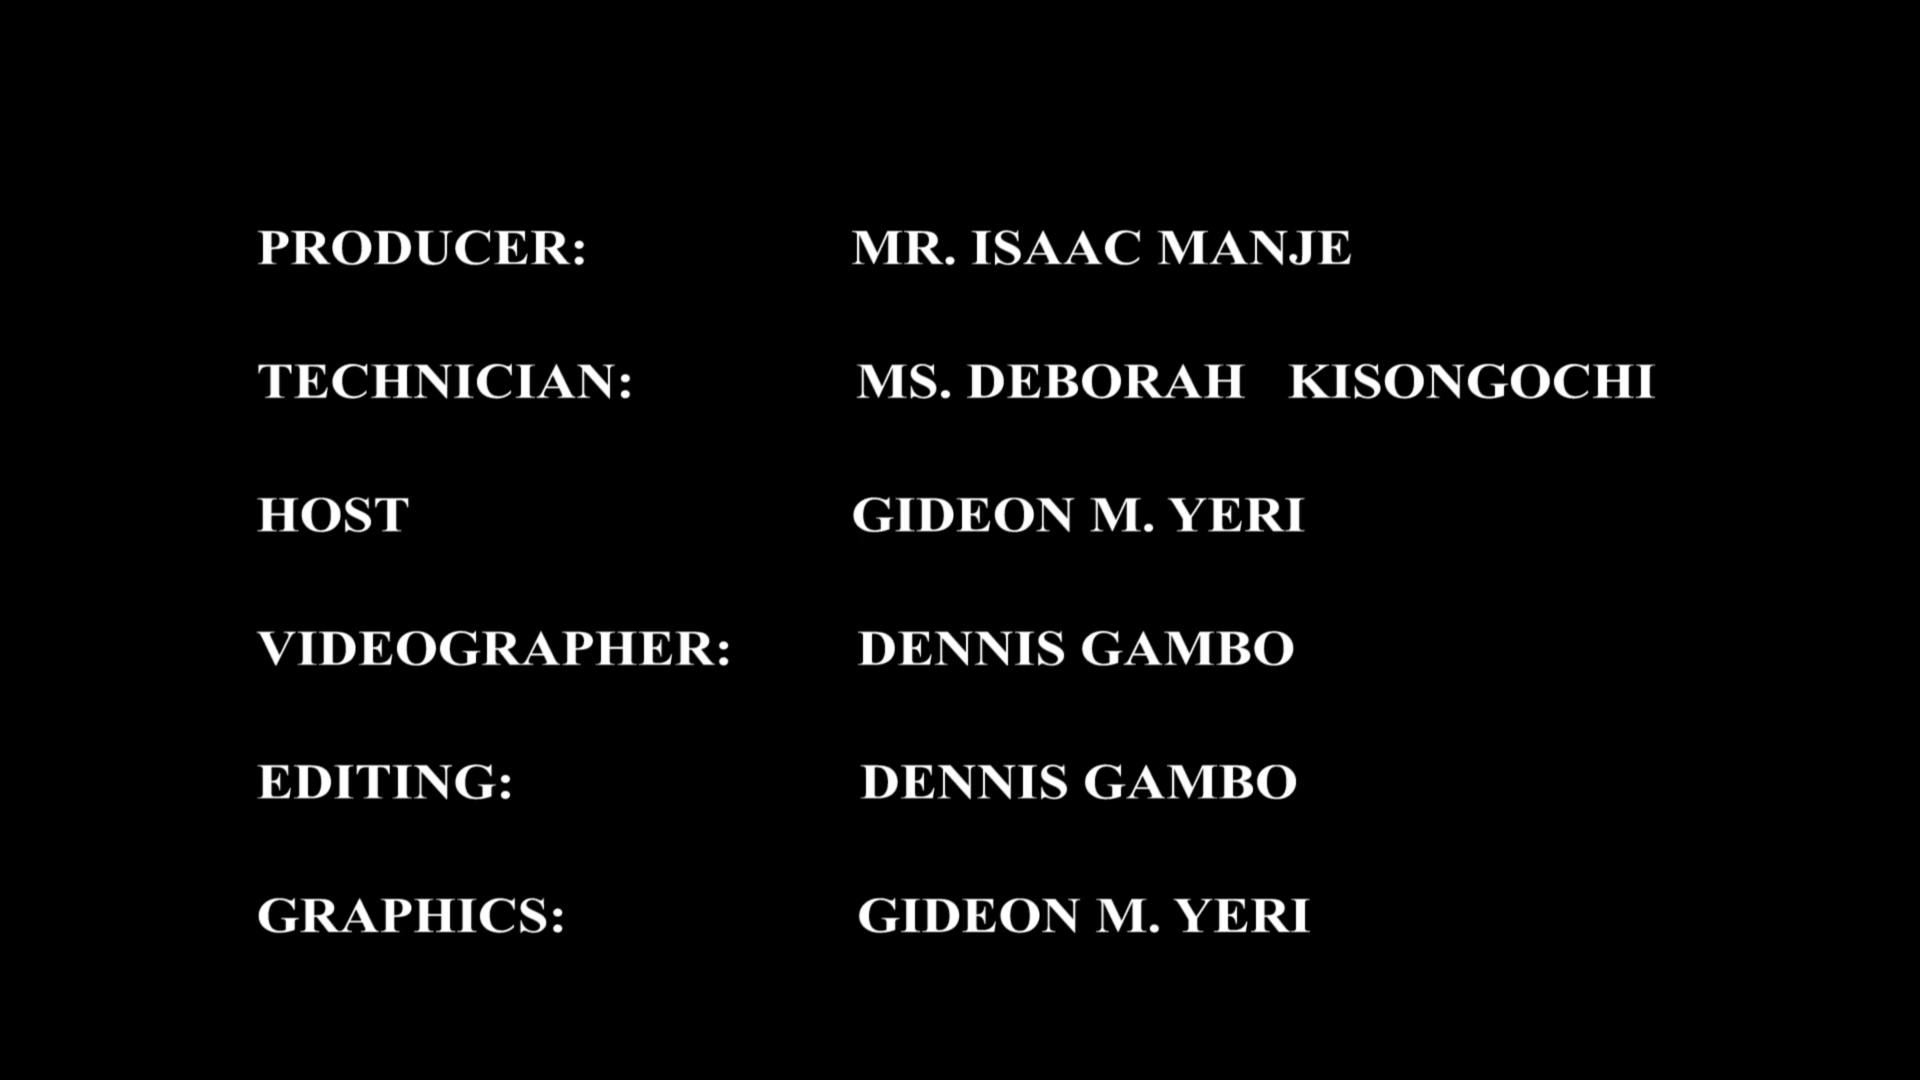 PRODUCER: MR. ISAAC MANJE
TECHNICIAN: MS. DEBORAH KISONGOCHI
HOST GIDEON M. YERI
VIDEOGRAPHER: DENNIS GAMBO
EDITING: DENNIS GAMBO
GRAPHICS: GIDEON M. YERI